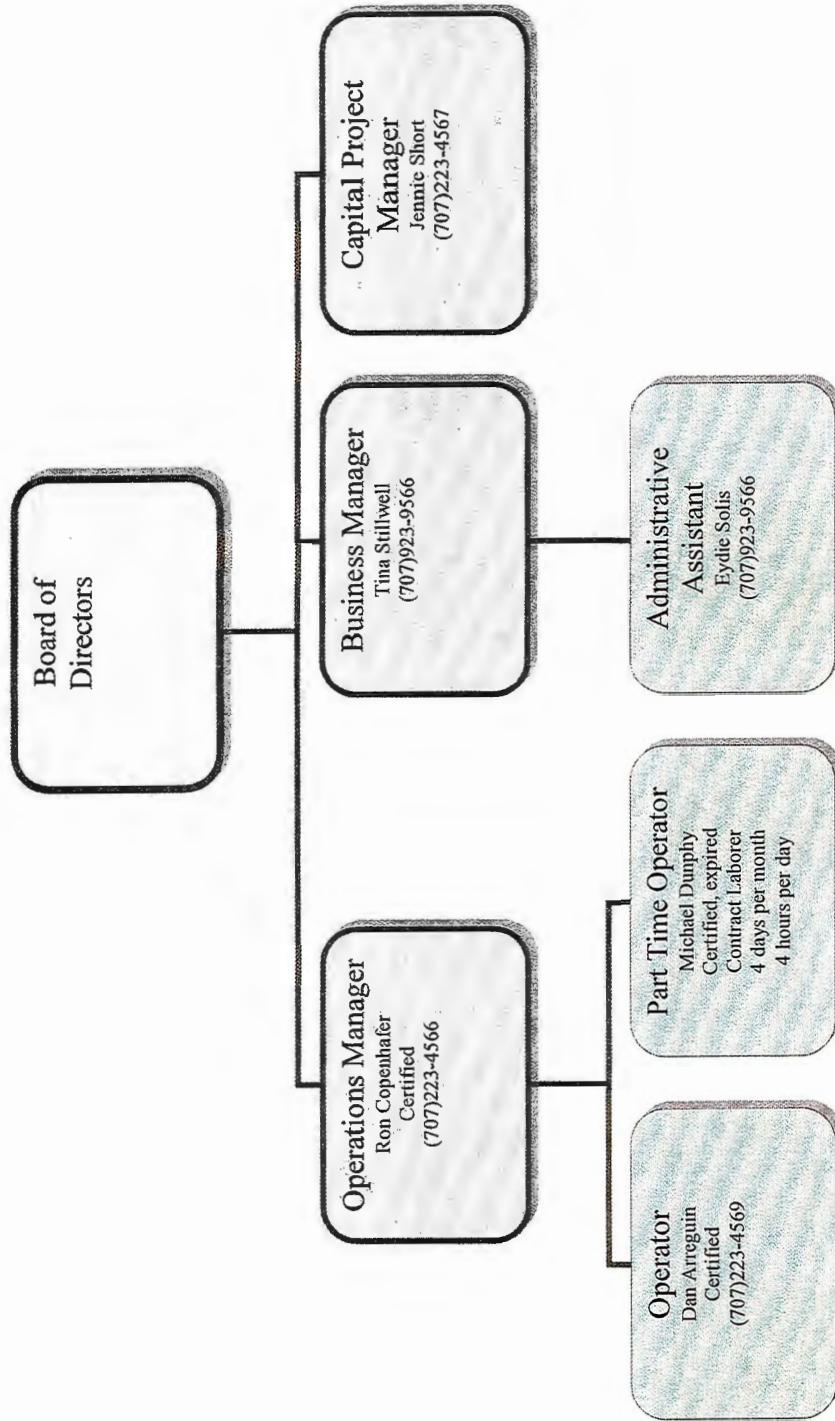 Board of
Directors
Operations Manager
Ron Copenhafer
Certified
(707)223-4566
Business Manager
Tina Stillwell
(707)923-9566
Capital Project
Manager
Jennie Short
(707)223-4567
Operator
Dan Arreguin
Certified
(707)223-4569
Part Time Operator
Michael Dunphy
Certified, expired
Contract Laborer
4 days per month
4 hours per day
Administrative
Assistant
Eydie Solis
(707)923-9566